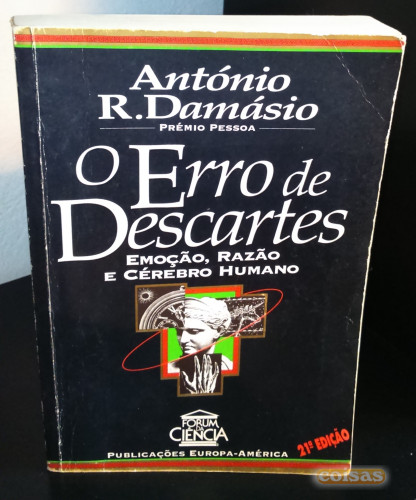 António
R. Damásio
PRÉMIO PESSOA
O Erro de
Descartes
EMOÇÃO, RAZÃO
E CÉREBRO HUMANO
FORUM
DA
CIÊNCIA
PUBLICAÇÕES EUROPA-AMÉRICA
21ª EDIÇÃO
coisas